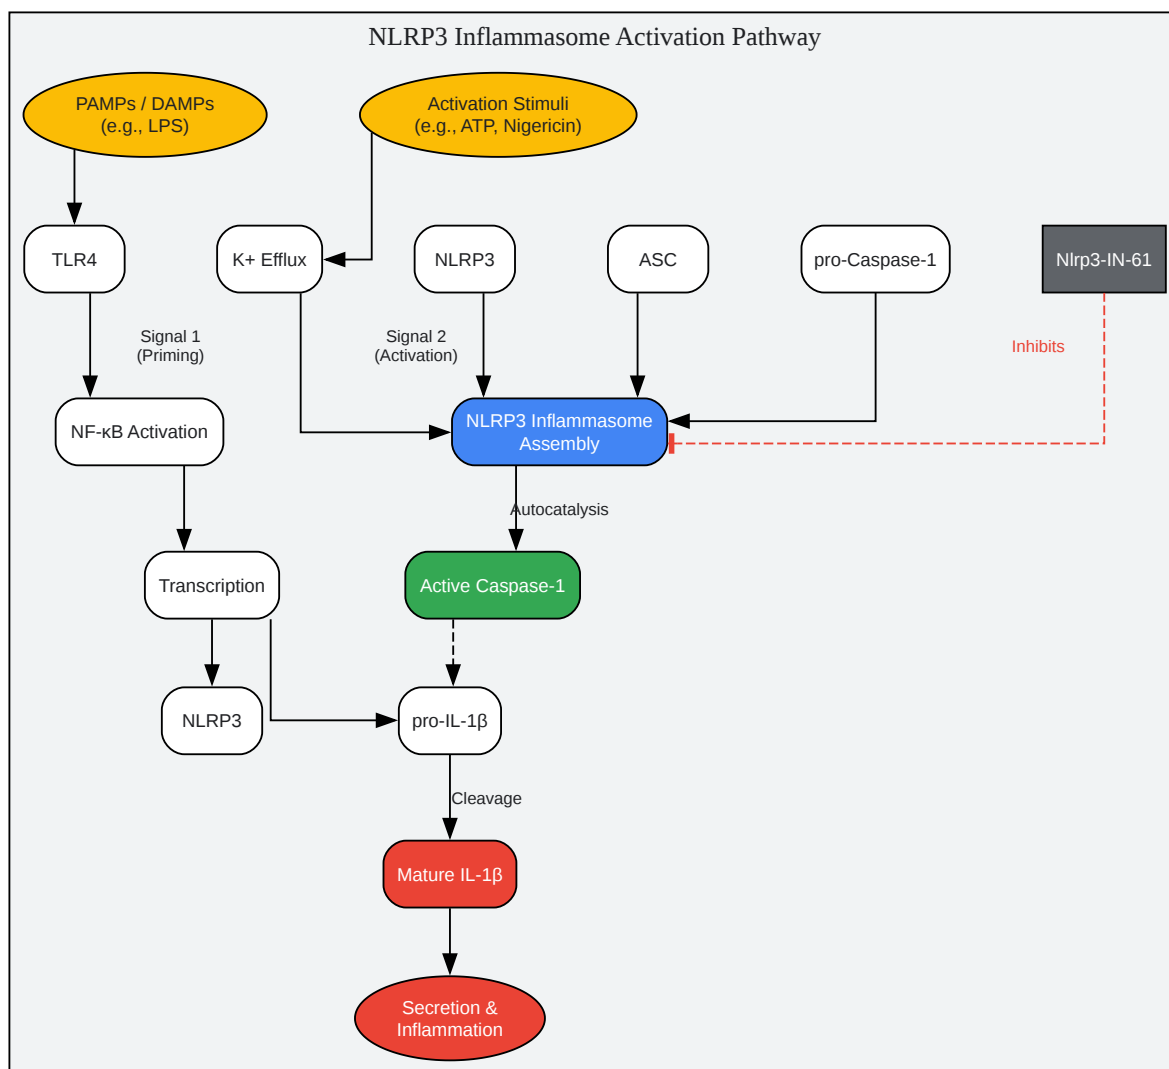 NLRP3 Inflammasome Activation Pathway
PAMPs / DAMPs
(e.g., LPS)
Activation Stimuli
(e.g., ATP, Nigericin)
TLR4
K+ Efflux
NLRP3
ASC
pro-Caspase-1
Nlrp3-IN-61
Signal 1
(Priming)
Signal 2
(Activation)
Inhibits
NF-κB Activation
NLRP3 Inflammasome
Assembly
Autocatalysis
Transcription
Active Caspase-1
NLRP3
pro-IL-1β
Cleavage
Mature IL-1β
Secretion &
Inflammation